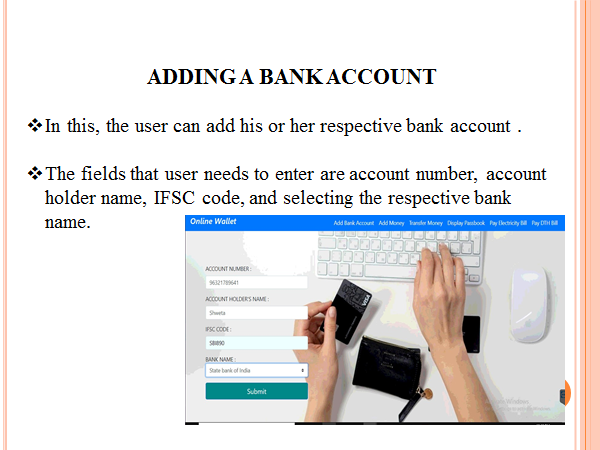 ADDING A BANK ACCOUNT
❖In this, the user can add his or her respective bank account .
❖The fields that user needs to enter are account number, account
holder name, IFSC code, and selecting the respective bank
name.
Online Wallet
Add Bank Account Add Money Transfer Money Display Passbook Pay Electricity Bill Pay DTH Bill
ACCOUNT NUMBER :
96321789641
ACCOUNT HOLDER'S NAME :
Shweta
IFSC CODE :
SBI890
BANK NAME :
State bank of India
Submit
VISA